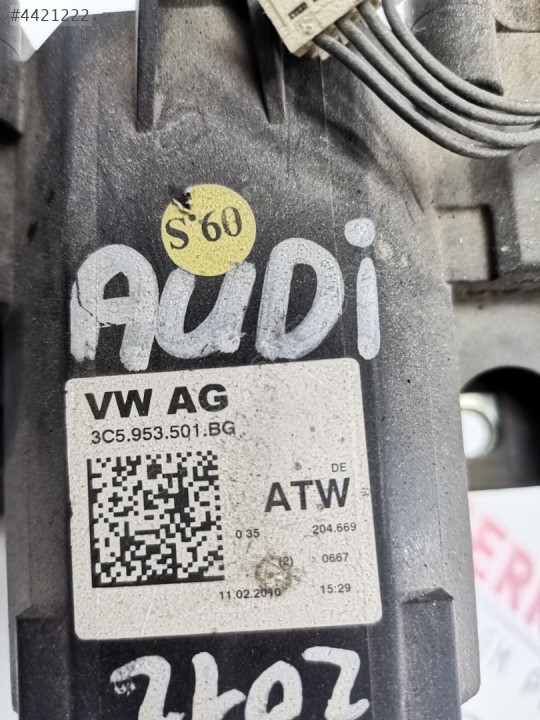 #4421222
S.60
AUDi
VW AG
3C5.953.501.BG
DE
ATW
0 35 204.669
(2) 0667
11.02.2010 15:29